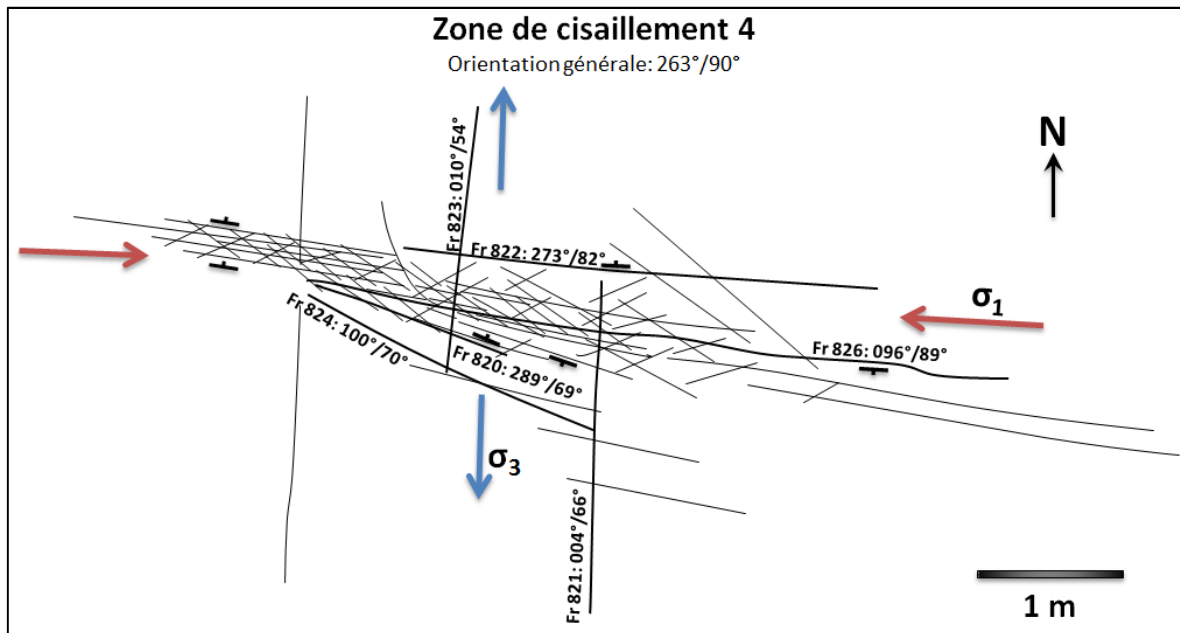 Zone de cisaillement 4
Orientation générale: 263°/90°
N
Fr 823: 010°/54°
Fr 822: 273°/82°
σ1
Fr 824: 100°/70°
Fr 820: 289°/69°
Fr 826: 096°/89°
σ3
Fr 821: 004°/66°
1 m